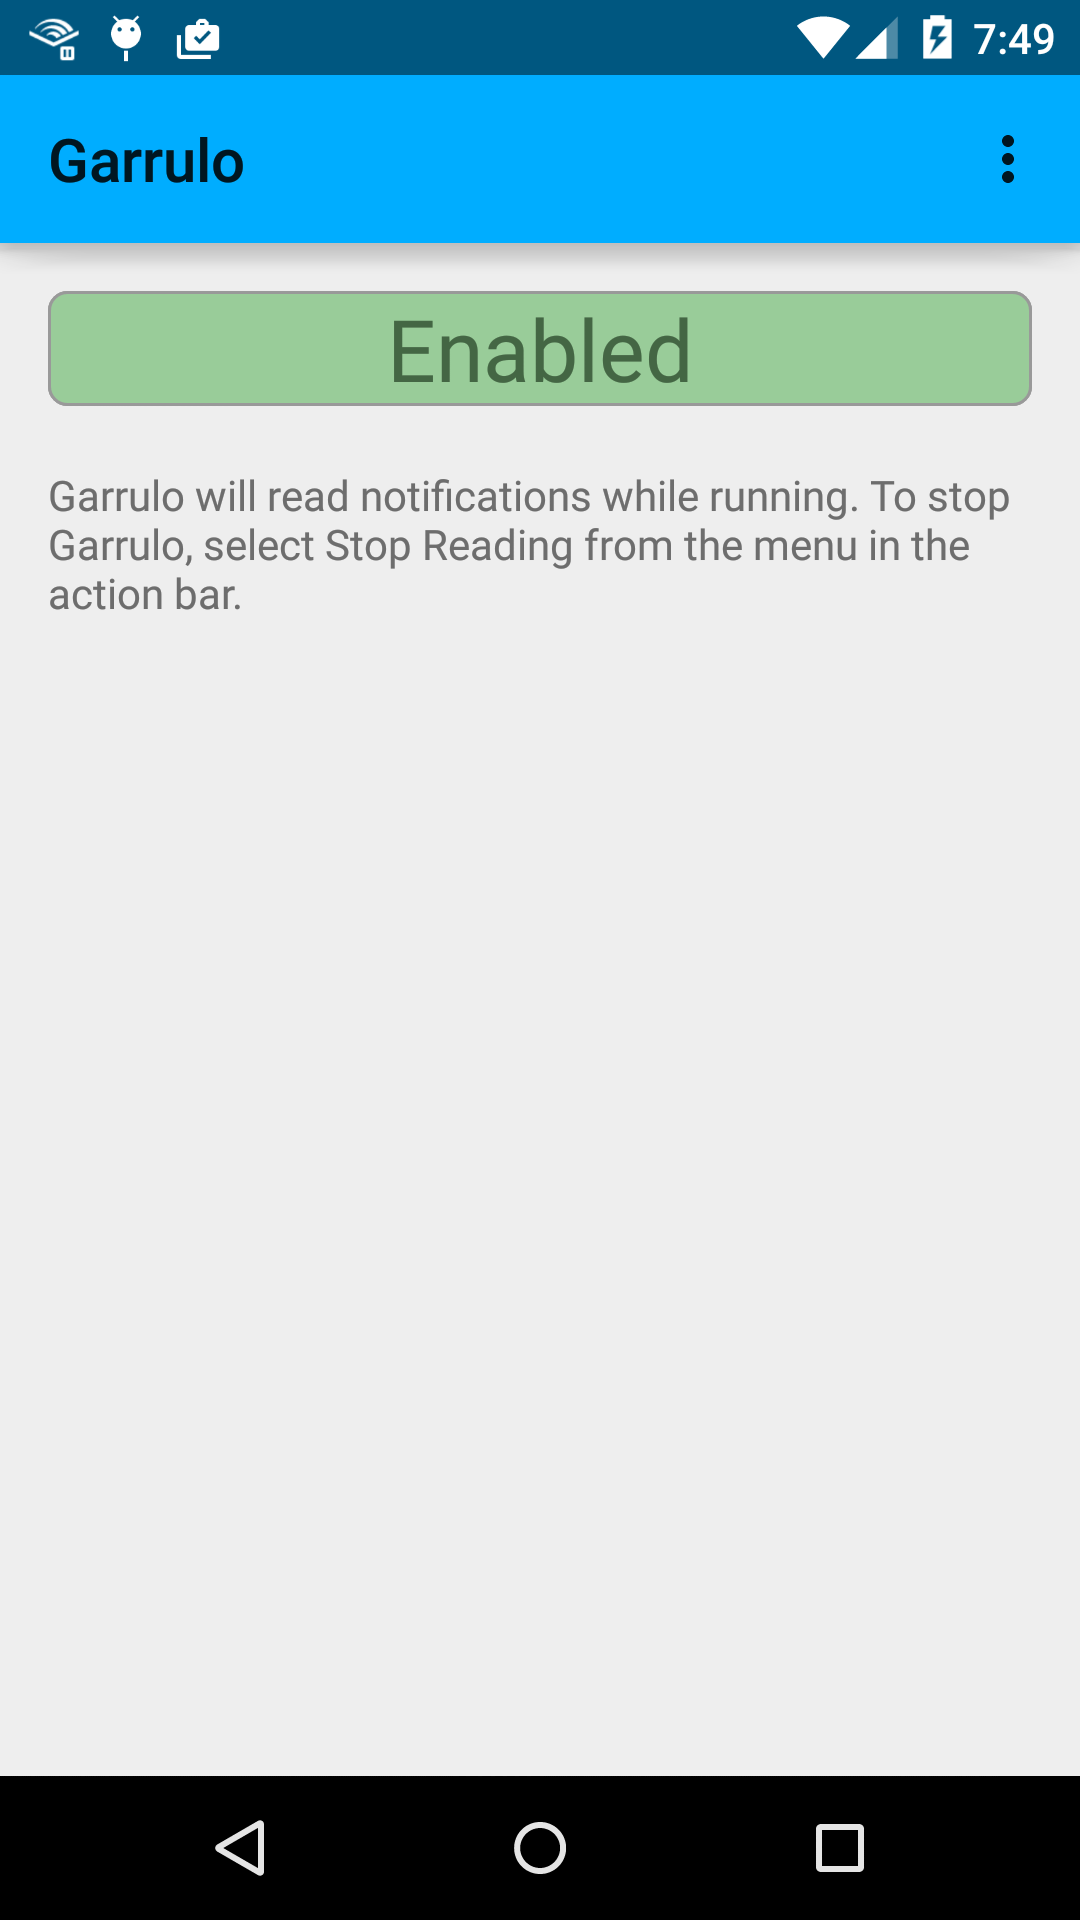 7:49
Garrulo
Enabled
Garrulo will read notifications while running. To stop
Garrulo, select Stop Reading from the menu in the
action bar.